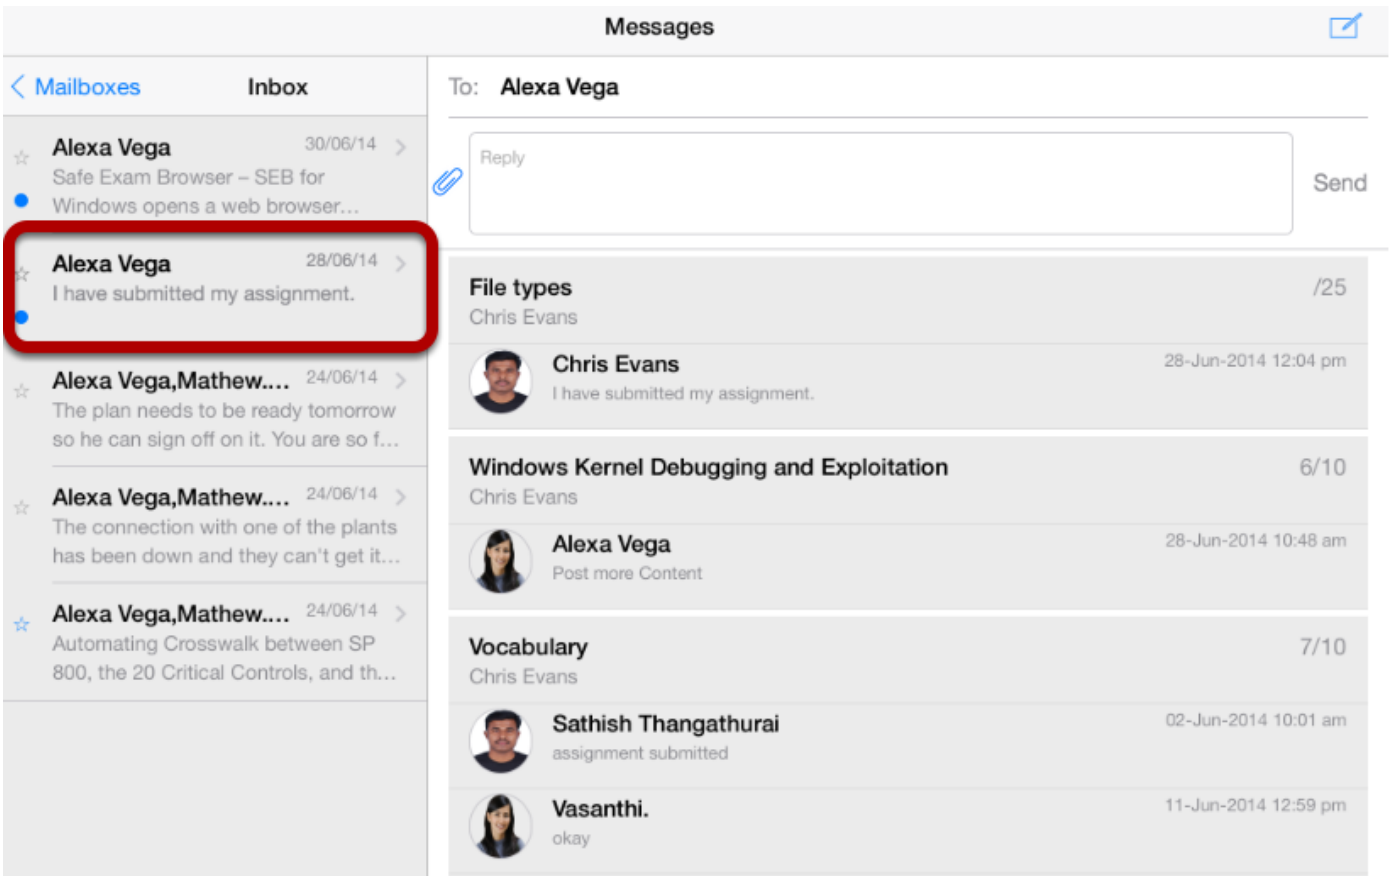 Messages
Mailboxes
Inbox
Alexa Vega 30/06/14
Safe Exam Browser – SEB for
Windows opens a web browser...
Alexa Vega 28/06/14
I have submitted my assignment.
Alexa Vega,Mathew.... 24/06/14
The plan needs to be ready tomorrow
so he can sign off on it. You are so f...
Alexa Vega,Mathew.... 24/06/14
The connection with one of the plants
has been down and they can't get it...
Alexa Vega,Mathew.... 24/06/14
Automating Crosswalk between SP
800, the 20 Critical Controls, and th...
To: Alexa Vega
Reply
Send
File types /25
Chris Evans
Chris Evans 28-Jun-2014 12:04 pm
I have submitted my assignment.
Windows Kernel Debugging and Exploitation 6/10
Chris Evans
Alexa Vega 28-Jun-2014 10:48 am
Post more Content
Vocabulary 7/10
Chris Evans
Sathish Thangathurai 02-Jun-2014 10:01 am
assignment submitted
Vasanthi. 11-Jun-2014 12:59 pm
okay